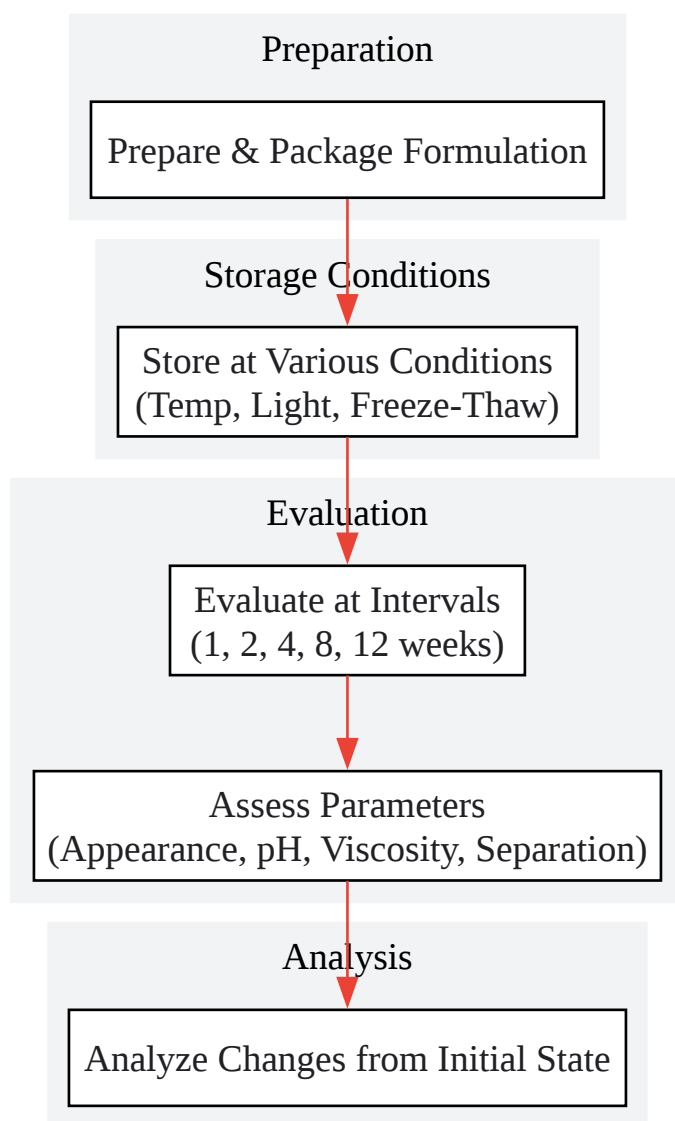 Preparation
Prepare & Package Formulation
Storage Conditions
Store at Various Conditions
(Temp, Light, Freeze-Thaw)
Evaluation
Evaluate at Intervals
(1, 2, 4, 8, 12 weeks)
Assess Parameters
(Appearance, pH, Viscosity, Separation)
Analysis
Analyze Changes from Initial State